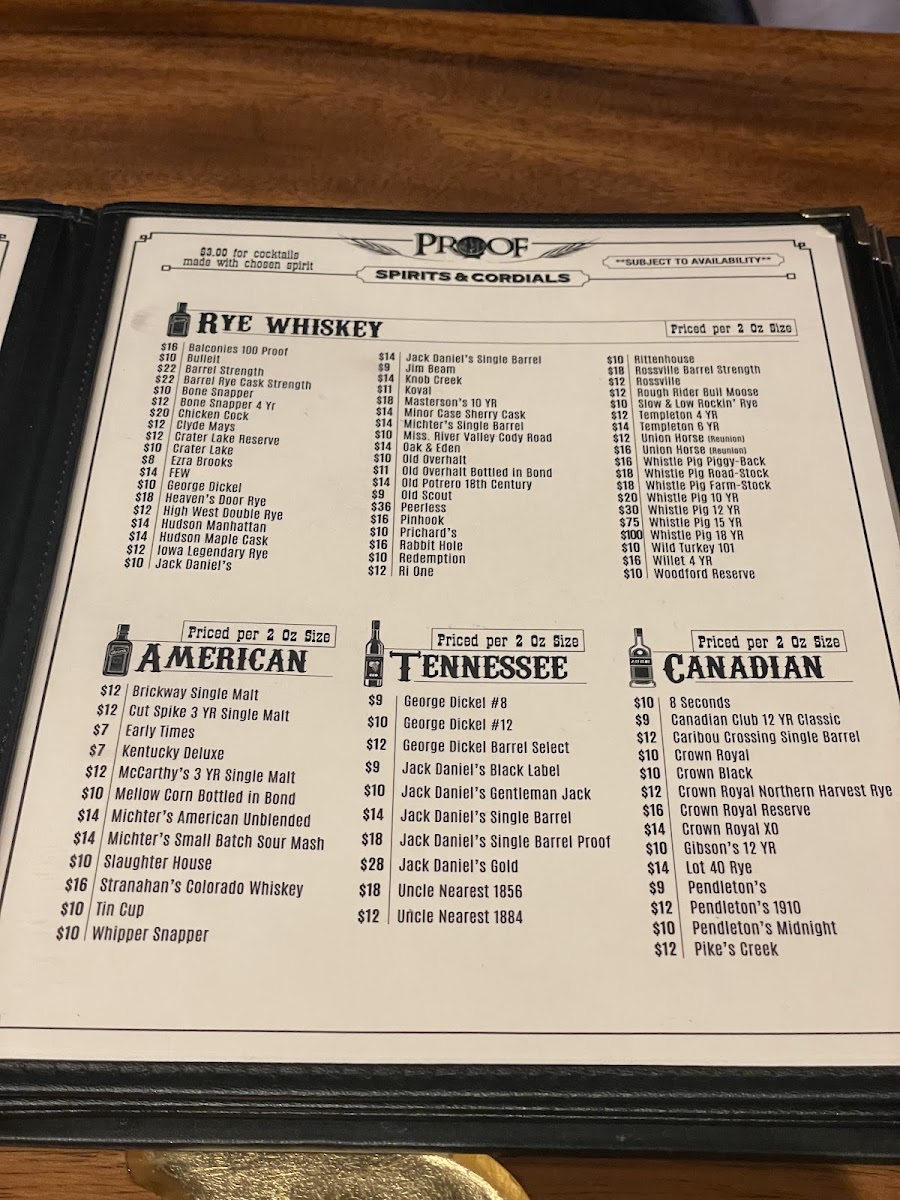 $3.00 for cocktails
made with chosen spirit
PROOF
SPIRITS & CORDIALS
**SUBJECT TO AVAILABILITY**
RYE WHISKEY
Priced per 2 Oz Size
$16 Balconies 100 Proof
$10 Bulleit
$22 Barrel Strength
$22 Barrel Rye Cask Strength
$10 Bone Snapper
$12 Bone Snapper 4 Yr
$20 Chicken Cock
$12 Clyde Mays
$12 Crater Lake Reserve
$10 Crater Lake
$8 Ezra Brooks
$14 FEW
$10 George Dickel
$18 Heaven's Door Rye
$12 High West Double Rye
$14 Hudson Manhattan
$14 Hudson Maple Cask
$12 Iowa Legendary Rye
$10 Jack Daniel's
$14 Jack Daniel's Single Barrel
$9 Jim Beam
$14 Knob Creek
$11 Koval
$18 Masterson's 10 YR
$14 Minor Case Sherry Cask
$14 Michter's Single Barrel
$10 Miss. River Valley Cody Road
$14 Oak & Eden
$10 Old Overhalt
$11 Old Overhalt Bottled in Bond
$14 Old Potrero 18th Century
$9 Old Scout
$36 Peerless
$16 Pinhook
$10 Prichard's
$16 Rabbit Hole
$10 Redemption
$12 Ri One
$10 Rittenhouse
$18 Rossville Barrel Strength
$12 Rossville
$12 Rough Rider Bull Moose
$10 Slow & Low Rockin' Rye
$12 Templeton 4 YR
$14 Templeton 6 YR
$12 Union Horse (Reunion)
$16 Union Horse (Reunion)
$16 Whistle Pig Piggy-Back
$18 Whistle Pig Road-Stock
$18 Whistle Pig Farm-Stock
$20 Whistle Pig 10 YR
$30 Whistle Pig 12 YR
$75 Whistle Pig 15 YR
$100 Whistle Pig 18 YR
$10 Wild Turkey 101
$16 Willet 4 YR
$10 Woodford Reserve
Priced per 2 Oz Size
AMERICAN
$12 Brickway Single Malt
$12 Cut Spike 3 YR Single Malt
$7 Early Times
$7 Kentucky Deluxe
$12 McCarthy's 3 YR Single Malt
$10 Mellow Corn Bottled in Bond
$14 Michter's American Unblended
$14 Michter's Small Batch Sour Mash
$10 Slaughter House
$16 Stranahan's Colorado Whiskey
$10 Tin Cup
$10 Whipper Snapper
Priced per 2 Oz Size
TENNESSEE
$9 George Dickel #8
$10 George Dickel #12
$12 George Dickel Barrel Select
$9 Jack Daniel's Black Label
$10 Jack Daniel's Gentleman Jack
$14 Jack Daniel's Single Barrel
$18 Jack Daniel's Single Barrel Proof
$28 Jack Daniel's Gold
$18 Uncle Nearest 1856
$12 Uncle Nearest 1884
Priced per 2 Oz Size
CANADIAN
$10 8 Seconds
$9 Canadian Club 12 YR Classic
$12 Caribou Crossing Single Barrel
$10 Crown Royal
$10 Crown Black
$12 Crown Royal Northern Harvest Rye
$16 Crown Royal Reserve
$14 Crown Royal XO
$10 Gibson's 12 YR
$14 Lot 40 Rye
$9 Pendleton's
$12 Pendleton's 1910
$10 Pendleton's Midnight
$12 Pike's Creek